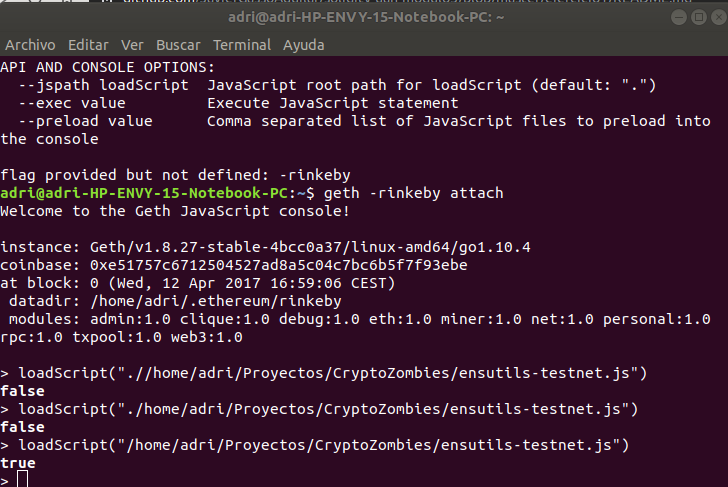 adri@adri-HP-ENVY-15-Notebook-PC: ~
Archivo Editar Ver Buscar Terminal Ayuda
API AND CONSOLE OPTIONS:
  --jspath loadScript  JavaScript root path for loadScript (default: ".")
  --exec value         Execute JavaScript statement
  --preload value      Comma separated list of JavaScript files to preload into
the console

flag provided but not defined: -rinkeby
adri@adri-HP-ENVY-15-Notebook-PC:~$ geth -rinkeby attach
Welcome to the Geth JavaScript console!

instance: Geth/v1.8.27-stable-4bcc0a37/linux-amd64/go1.10.4
coinbase: 0xe51757c6712504527ad8a5c04c7bc6b5f7f93ebe
at block: 0 (Wed, 12 Apr 2017 16:59:06 CEST)
 datadir: /home/adri/.ethereum/rinkeby
 modules: admin:1.0 clique:1.0 debug:1.0 eth:1.0 miner:1.0 net:1.0 personal:1.0
rpc:1.0 txpool:1.0 web3:1.0

> loadScript(".//home/adri/Proyectos/CryptoZombies/ensutils-testnet.js")
false
> loadScript("./home/adri/Proyectos/CryptoZombies/ensutils-testnet.js")
false
> loadScript("/home/adri/Proyectos/CryptoZombies/ensutils-testnet.js")
true
>